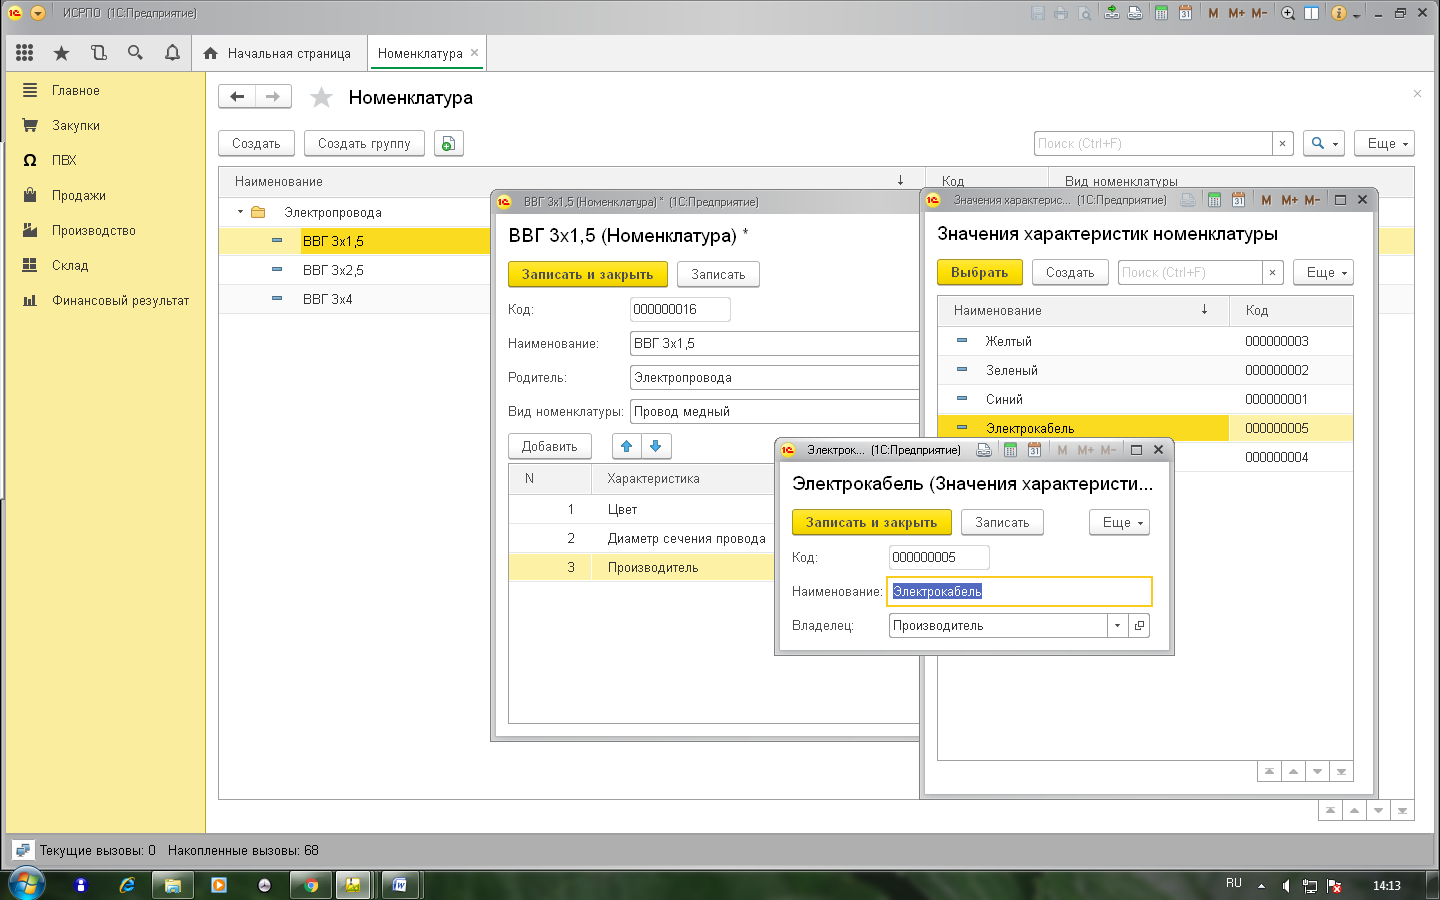 ИСРПО (1С:Предприятие)
M M+ M-
Начальная страница
Номенклатура
Главное
Закупки
ПВХ
Продажи
Производство
Склад
Финансовый результат
Номенклатура
Создать
Создать группу
Поиск (Ctrl+F)
Еще
Наименование
Код
Вид номенклатуры
Электропровода
ВВГ 3х1,5
ВВГ 3х2,5
ВВГ 3х4
ВВГ 3х1,5 (Номенклатура) * (1С:Предприятие)
ВВГ 3х1,5 (Номенклатура) *
Записать и закрыть
Записать
Код: 000000016
Наименование: ВВГ 3х1,5
Родитель: Электропровода
Вид номенклатуры: Провод медный
Добавить
N Характеристика
1 Цвет
2 Диаметр сечения провода
3 Производитель
Значения характерис... (1С:Предприятие)
31
M M+ M-
Значения характеристик номенклатуры
Выбрать
Создать
Поиск (Ctrl+F)
Еще
Наименование Код
Желтый 000000003
Зеленый 000000002
Синий 000000001
Электрокабель 000000005
000000004
Электрок... (1С:Предприятие)
31
M M+ M-
Электрокабель (Значения характеристи...
Записать и закрыть
Записать
Еще
Код: 000000005
Наименование: Электрокабель
Владелец: Производитель
Текущие вызовы: 0 Накопленные вызовы: 68
RU
14:13